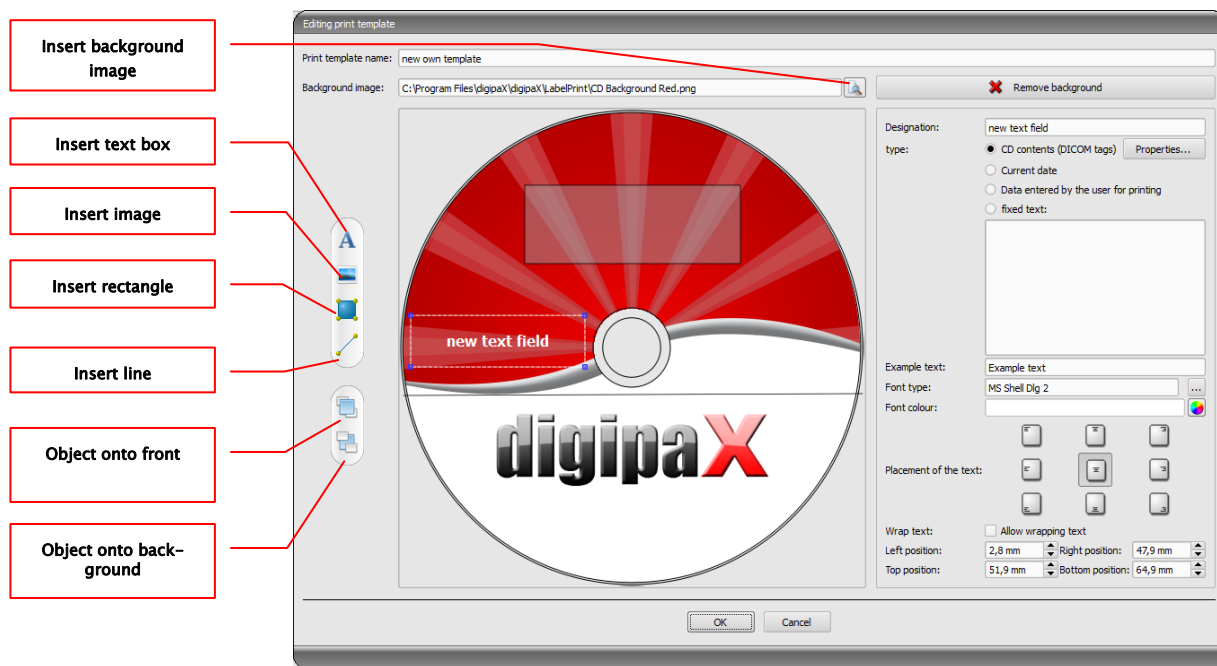 Editing print template
Insert background
image
Print template name: new own template
Background image: C:\Program Files\digipaX\digipaX\LabelPrint\CD Background Red.png
Remove background
Insert text box
Designation: new text field
type: CD contents (DICOM tags) Properties...
Current date
Data entered by the user for printing
fixed text:
Insert image
A
Insert rectangle
new text field
Insert line
Example text: Example text
Font type: MS Shell Dlg 2 ...
Font colour:
digipaX
Object onto front
Placement of the text:
Object onto back-
ground
Wrap text: Allow wrapping text
Left position: 2,8 mm Right position: 47,9 mm
Top position: 51,9 mm Bottom position: 64,9 mm
OK Cancel